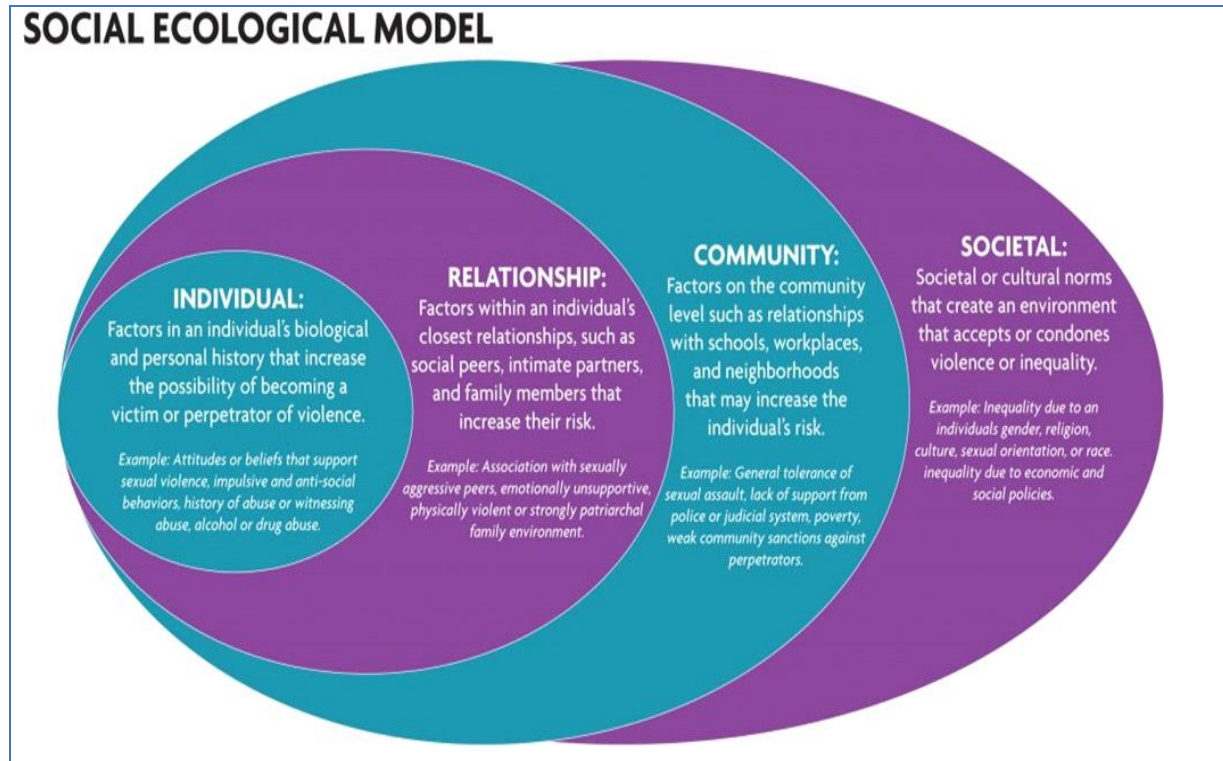 SOCIAL ECOLOGICAL MODEL
INDIVIDUAL:
Factors in an individual's biological
and personal history that increase
the possibility of becoming a
victim or perpetrator of violence.
Example: Attitudes or beliefs that support
sexual violence, impulsive and anti-social
behaviors, history of abuse or witnessing
abuse, alcohol or drug abuse.
RELATIONSHIP:
Factors within an individual's
closest relationships, such as
social peers, intimate partners,
and family members that
increase their risk.
Example: Association with sexually
aggressive peers, emotionally unsupportive,
physically violent or strongly patriarchal
family environment.
COMMUNITY:
Factors on the community
level such as relationships
with schools, workplaces,
and neighborhoods
that may increase the
individual's risk.
Example: General tolerance of
sexual assault, lack of support from
police or judicial system, poverty,
weak community sanctions against
perpetrators.
SOCIETAL:
Societal or cultural norms
that create an environment
that accepts or condones
violence or inequality.
Example: Inequality due to an
individuals gender, religion,
culture, sexual orientation, or race.
inequality due to economic and
social policies.